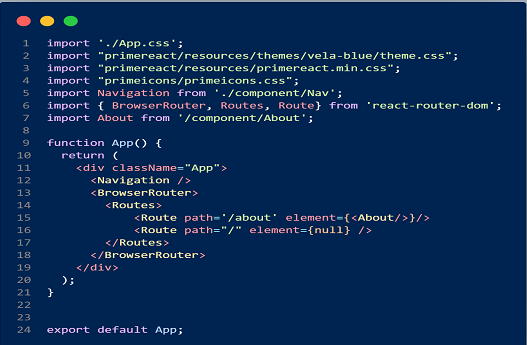 1 import './App.css';
2 import "primereact/resources/themes/vela-blue/theme.css";
3 import "primereact/resources/primereact.min.css";
4 import "primeicons/primeicons.css";
5 import Navigation from './component/Nav';
6 import { BrowserRouter, Routes, Route} from 'react-router-dom';
7 import About from '/component/About';
8
9 function App() {
10   return (
11     <div className="App">
12       <Navigation />
13       <BrowserRouter>
14         <Routes>
15             <Route path='/about' element={<About/>}/>
16             <Route path="/" element={null} />
17         </Routes>
18       </BrowserRouter>
19     </div>
20   );
21 }
22
23
24 export default App;